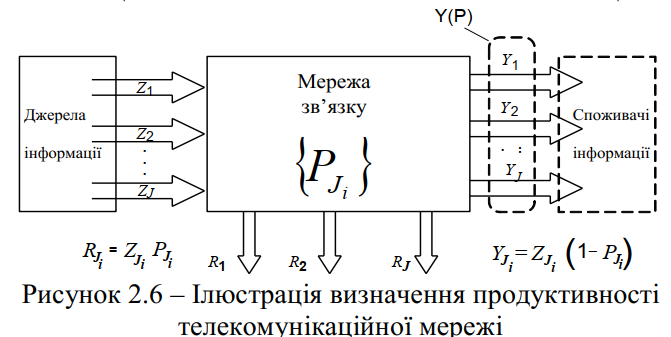 Y(P)
Джерела
інформації
Z1
Z2
ZJ
Мережа
зв’язку
{PJi}
Y1
Y2
YJ
Споживачі
інформації
RJi = ZJi PJi
R1
R2
RJ
YJi = ZJi (1– PJi)
Рисунок 2.6 – Ілюстрація визначення продуктивності
телекомунікаційної мережі